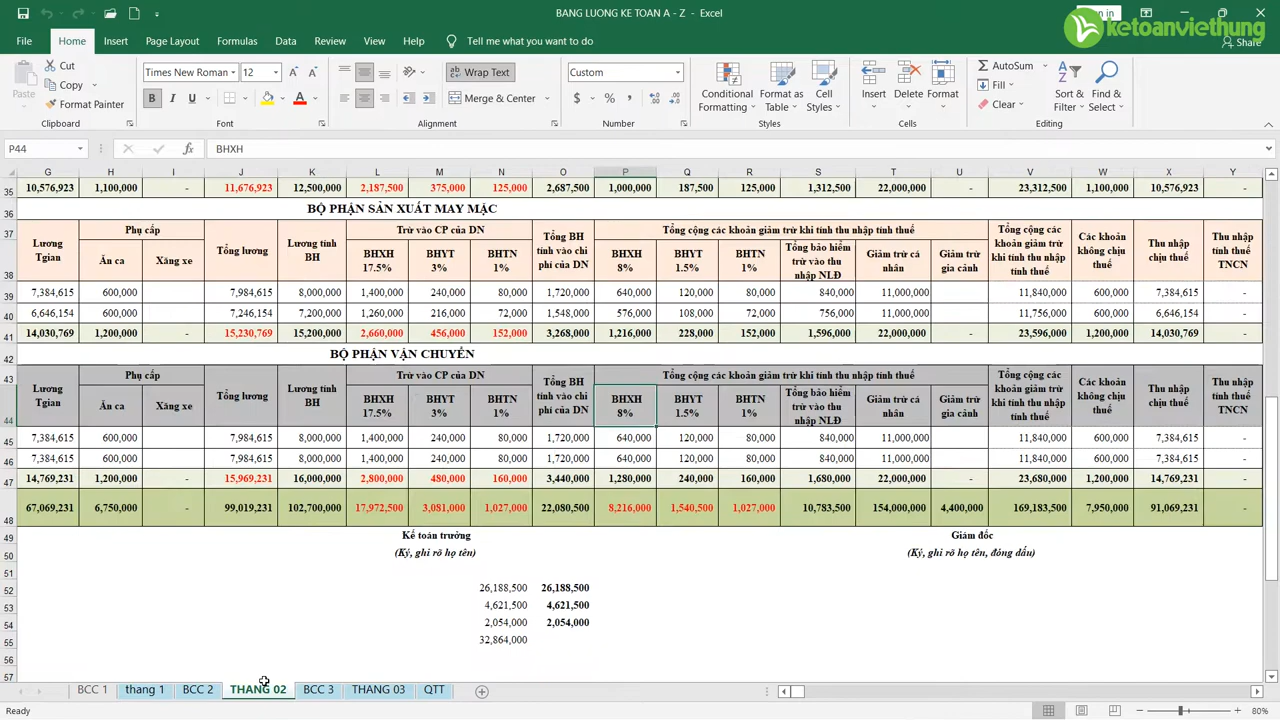 BANG LUONG KE TOAN A - Z - Excel
ketoanviethung
File Home Insert Page Layout Formulas Data Review View Help Tell me what you want to do Share
Cut
Copy
Format Painter
Paste
Times New Roman 12
B I U
Wrap Text
Merge & Center
Custom
$ % ,
Conditional Formatting
Format as Table
Cell Styles
Insert Delete Format
AutoSum
Fill
Clear
Sort & Filter
Find & Select
Clipboard Font Alignment Number Styles Cells Editing
P44 fx BHXH
G H I J K L M N O P Q R S T U V W X Y
35 10,576,923 1,100,000 - 11,676,923 12,500,000 2,187,500 375,000 125,000 2,687,500 1,000,000 187,500 125,000 1,312,500 22,000,000 - 23,312,500 1,100,000 10,576,923 -
36 BỘ PHẬN SẢN XUẤT MAY MẶC
37 Lương Tgian Phụ cấp Tổng lương Lương tính BH Trừ vào CP của DN Tổng BH tính vào chi phí của DN Tổng cộng các khoản giảm trừ khi tính thu nhập tính thuế Tổng cộng các khoản giảm trừ khi tính thu nhập tính thuế Các khoản không chịu thuế Thu nhập chịu thuế Thu nhập tính thuế TNCN
38 Ăn ca Xăng xe BHXH 17.5% BHYT 3% BHTN 1% BHXH 8% BHYT 1.5% BHTN 1% Tổng bảo hiểm trừ vào thu nhập NLĐ Giảm trừ cá nhân Giảm trừ gia cảnh
39 7,384,615 600,000 7,984,615 8,000,000 1,400,000 240,000 80,000 1,720,000 640,000 120,000 80,000 840,000 11,000,000 11,840,000 600,000 7,384,615 -
40 6,646,154 600,000 7,246,154 7,200,000 1,260,000 216,000 72,000 1,548,000 576,000 108,000 72,000 756,000 11,000,000 11,756,000 600,000 6,646,154 -
41 14,030,769 1,200,000 15,230,769 15,200,000 2,660,000 456,000 152,000 3,268,000 1,216,000 228,000 152,000 1,596,000 22,000,000 - 23,596,000 1,200,000 14,030,769 -
42 BỘ PHẬN VẬN CHUYỂN
43 Lương Tgian Phụ cấp Tổng lương Lương tính BH Trừ vào CP của DN Tổng BH tính vào chi phí của DN Tổng cộng các khoản giảm trừ khi tính thu nhập tính thuế Tổng cộng các khoản giảm trừ khi tính thu nhập tính thuế Các khoản không chịu thuế Thu nhập chịu thuế Thu nhập tính thuế TNCN
44 Ăn ca Xăng xe BHXH 17.5% BHYT 3% BHTN 1% BHXH 8% BHYT 1.5% BHTN 1% Tổng bảo hiểm trừ vào thu nhập NLĐ Giảm trừ cá nhân Giảm trừ gia cảnh
45 7,384,615 600,000 7,984,615 8,000,000 1,400,000 240,000 80,000 1,720,000 640,000 120,000 80,000 840,000 11,000,000 11,840,000 600,000 7,384,615 -
46 7,384,615 600,000 7,984,615 8,000,000 1,400,000 240,000 80,000 1,720,000 640,000 120,000 80,000 840,000 11,000,000 11,840,000 600,000 7,384,615 -
47 14,769,231 1,200,000 15,969,231 16,000,000 2,800,000 480,000 160,000 3,440,000 1,280,000 240,000 160,000 1,680,000 22,000,000 - 23,680,000 1,200,000 14,769,231 -
48 67,069,231 6,750,000 - 99,019,231 102,700,000 17,972,500 3,081,000 1,027,000 22,080,500 8,216,000 1,540,500 1,027,000 10,783,500 154,000,000 4,400,000 169,183,500 7,950,000 91,069,231 -
49 Kế toán trưởng Giám đốc
50 (Ký, ghi rõ họ tên) (Ký, ghi rõ họ tên, đóng dấu)
51
52 26,188,500 26,188,500
53 4,621,500 4,621,500
54 2,054,000 2,054,000
55 32,864,000
56
57
BCC 1 thang 1 BCC 2 THANG 02 BCC 3 THANG 03 QTT
Ready 80%